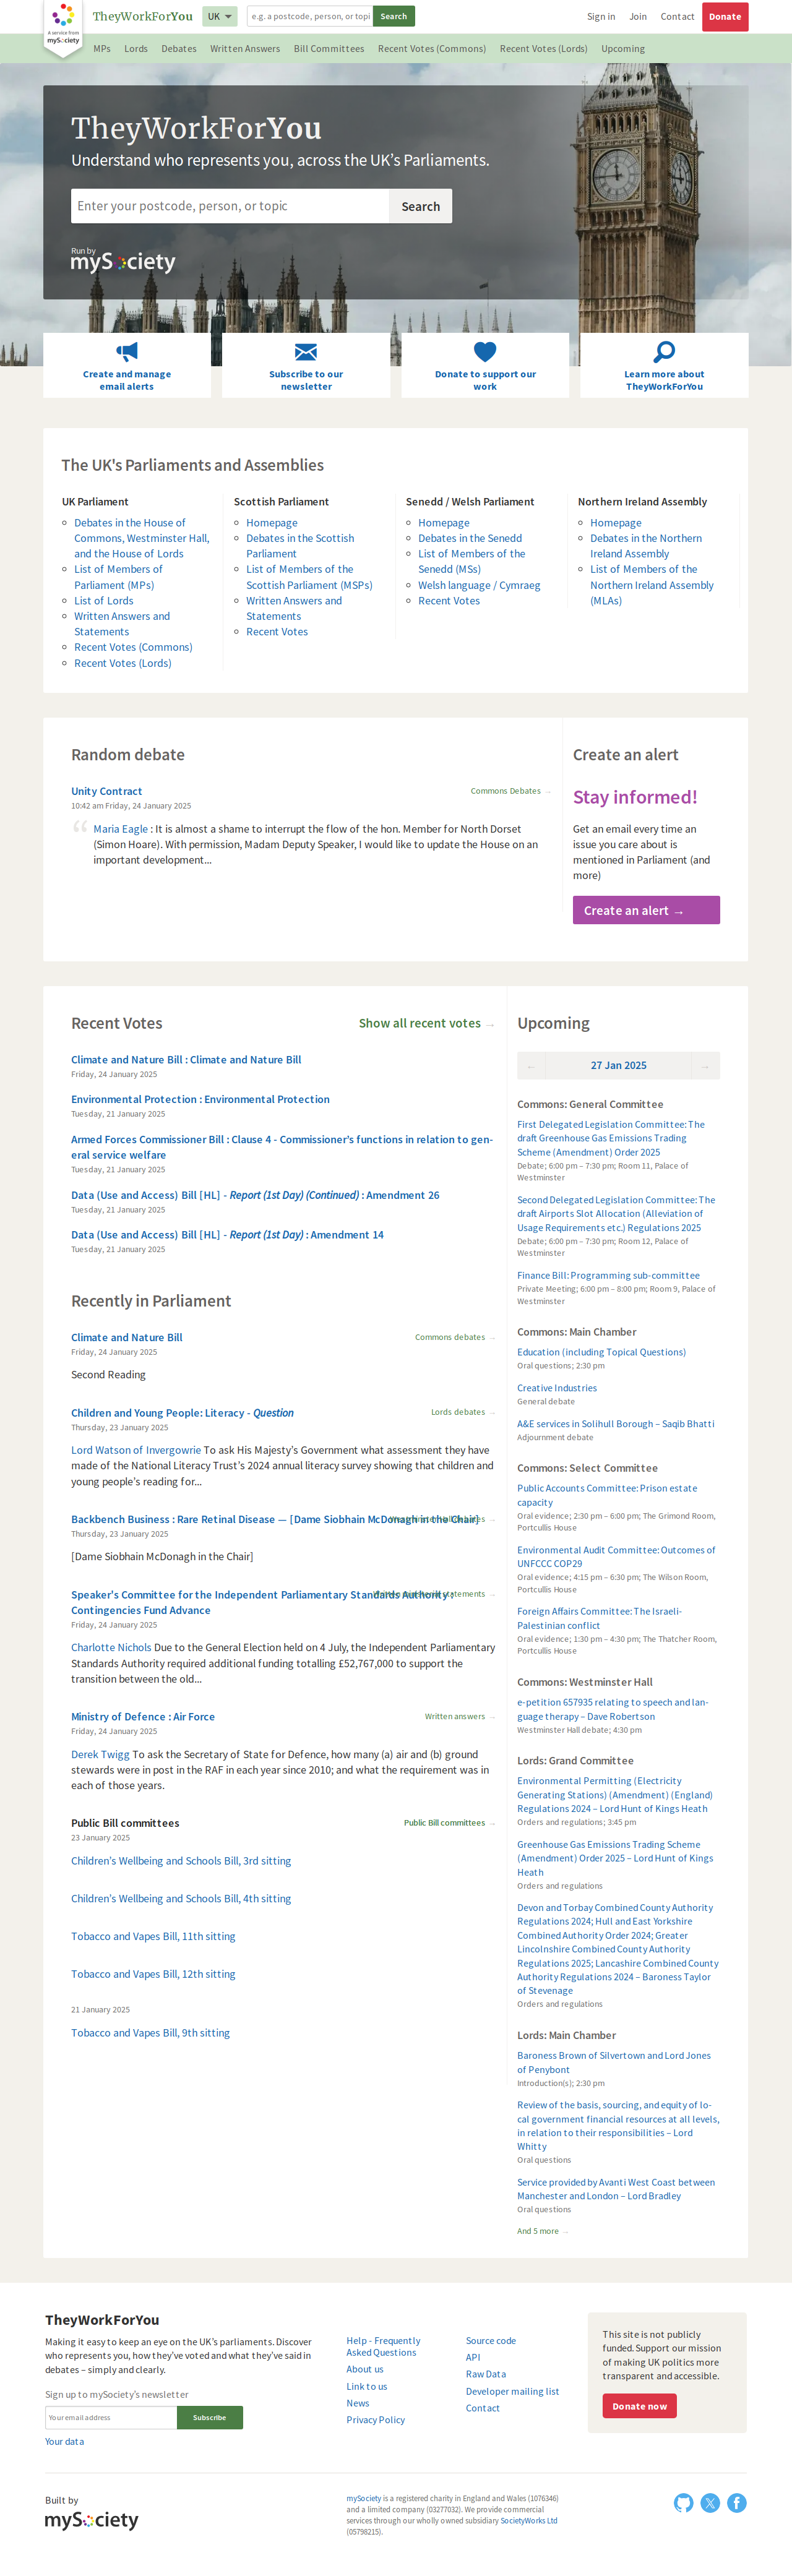 A service from
mySociety
TheyWorkForYou
UK
e.g. a postcode, person, or topi
Search
Sign in
Join
Contact
Donate
MPs
Lords
Debates
Written Answers
Bill Committees
Recent Votes (Commons)
Recent Votes (Lords)
Upcoming
TheyWorkForYou
Understand who represents you, across the UK's Parliaments.
Enter your postcode, person, or topic
Search
Run by
mySociety
Create and manage
email alerts
Subscribe to our
newsletter
Donate to support our
work
Learn more about
TheyWorkForYou
The UK's Parliaments and Assemblies
UK Parliament
Debates in the House of
Commons, Westminster Hall,
and the House of Lords
List of Members of
Parliament (MPs)
List of Lords
Written Answers and
Statements
Recent Votes (Commons)
Recent Votes (Lords)
Scottish Parliament
Homepage
Debates in the Scottish
Parliament
List of Members of the
Scottish Parliament (MSPs)
Written Answers and
Statements
Recent Votes
Senedd / Welsh Parliament
Homepage
Debates in the Senedd
List of Members of the
Senedd (MSs)
Welsh language / Cymraeg
Recent Votes
Northern Ireland Assembly
Homepage
Debates in the Northern
Ireland Assembly
List of Members of the
Northern Ireland Assembly
(MLAs)
Random debate
Unity Contract
Commons Debates →
10:42 am Friday, 24 January 2025
“ Maria Eagle : It is almost a shame to interrupt the flow of the hon. Member for North Dorset
(Simon Hoare). With permission, Madam Deputy Speaker, I would like to update the House on an
important development...
Create an alert
Stay informed!
Get an email every time an
issue you care about is
mentioned in Parliament (and
more)
Create an alert →
Recent Votes
Show all recent votes →
Climate and Nature Bill : Climate and Nature Bill
Friday, 24 January 2025
Environmental Protection : Environmental Protection
Tuesday, 21 January 2025
Armed Forces Commissioner Bill : Clause 4 - Commissioner's functions in relation to gen-
eral service welfare
Tuesday, 21 January 2025
Data (Use and Access) Bill [HL] - Report (1st Day) (Continued) : Amendment 26
Tuesday, 21 January 2025
Data (Use and Access) Bill [HL] - Report (1st Day) : Amendment 14
Tuesday, 21 January 2025
Recently in Parliament
Climate and Nature Bill
Commons debates →
Friday, 24 January 2025
Second Reading
Children and Young People: Literacy - Question
Lords debates →
Thursday, 23 January 2025
Lord Watson of Invergowrie To ask His Majesty's Government what assessment they have
made of the National Literacy Trust's 2024 annual literacy survey showing that children and
young people's reading for...
Backbench Business : Rare Retinal Disease — [Dame Siobhain McDonagh in the Chair]
Thursday, 23 January 2025
[Dame Siobhain McDonagh in the Chair]
Speaker's Committee for the Independent Parliamentary Standards Authority :
Contingencies Fund Advance
Friday, 24 January 2025
Charlotte Nichols Due to the General Election held on 4 July, the Independent Parliamentary
Standards Authority required additional funding totalling £52,767,000 to support the
transition between the old...
Ministry of Defence : Air Force
Written answers →
Friday, 24 January 2025
Derek Twigg To ask the Secretary of State for Defence, how many (a) air and (b) ground
stewards were in post in the RAF in each year since 2010; and what the requirement was in
each of those years.
Public Bill committees
Public Bill committees →
23 January 2025
Children's Wellbeing and Schools Bill, 3rd sitting
Children's Wellbeing and Schools Bill, 4th sitting
Tobacco and Vapes Bill, 11th sitting
Tobacco and Vapes Bill, 12th sitting
21 January 2025
Tobacco and Vapes Bill, 9th sitting
Upcoming
← 27 Jan 2025 →
Commons: General Committee
First Delegated Legislation Committee: The
draft Greenhouse Gas Emissions Trading
Scheme (Amendment) Order 2025
Debate; 6:00 pm – 7:30 pm; Room 11, Palace of
Westminster
Second Delegated Legislation Committee: The
draft Airports Slot Allocation (Alleviation of
Usage Requirements etc.) Regulations 2025
Debate; 6:00 pm – 7:30 pm; Room 12, Palace of
Westminster
Finance Bill: Programming sub-committee
Private Meeting; 6:00 pm – 8:00 pm; Room 9, Palace of
Westminster
Commons: Main Chamber
Education (including Topical Questions)
Oral questions; 2:30 pm
Creative Industries
General debate
A&E services in Solihull Borough – Saqib Bhatti
Adjournment debate
Commons: Select Committee
Public Accounts Committee: Prison estate
capacity
Oral evidence; 2:30 pm – 6:00 pm; The Grimond Room,
Portcullis House
Environmental Audit Committee: Outcomes of
UNFCCC COP29
Oral evidence; 4:15 pm – 6:30 pm; The Wilson Room,
Portcullis House
Foreign Affairs Committee: The Israeli-
Palestinian conflict
Oral evidence; 1:30 pm – 4:30 pm; The Thatcher Room,
Portcullis House
Commons: Westminster Hall
e-petition 657935 relating to speech and lan-
guage therapy – Dave Robertson
Westminster Hall debate; 4:30 pm
Lords: Grand Committee
Environmental Permitting (Electricity
Generating Stations) (Amendment) (England)
Regulations 2024 – Lord Hunt of Kings Heath
Orders and regulations; 3:45 pm
Greenhouse Gas Emissions Trading Scheme
(Amendment) Order 2025 – Lord Hunt of Kings
Heath
Orders and regulations
Devon and Torbay Combined County Authority
Regulations 2024; Hull and East Yorkshire
Combined Authority Order 2024; Greater
Lincolnshire Combined County Authority
Regulations 2025; Lancashire Combined County
Authority Regulations 2024 – Baroness Taylor
of Stevenage
Orders and regulations
Lords: Main Chamber
Baroness Brown of Silvertown and Lord Jones
of Penybont
Introduction(s); 2:30 pm
Review of the basis, sourcing, and equity of lo-
cal government financial resources at all levels,
in relation to their responsibilities – Lord
Whitty
Oral questions
Service provided by Avanti West Coast between
Manchester and London – Lord Bradley
Oral questions
And 5 more →
TheyWorkForYou
Making it easy to keep an eye on the UK's parliaments. Discover
who represents you, how they've voted and what they've said in
debates – simply and clearly.
Sign up to mySociety's newsletter
Your email address
Subscribe
Your data
Help - Frequently
Asked Questions
About us
Link to us
News
Privacy Policy
Source code
API
Raw Data
Developer mailing list
Contact
This site is not publicly
funded. Support our mission
of making UK politics more
transparent and accessible.
Donate now
Built by
mySociety
mySociety is a registered charity in England and Wales (1076346)
and a limited company (03277032). We provide commercial
services through our wholly owned subsidiary SocietyWorks Ltd
(05798215).